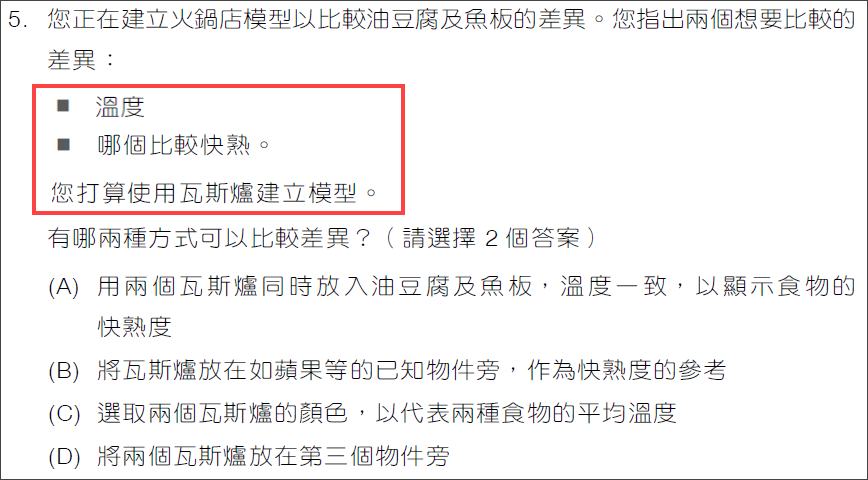 5. 您正在建立火鍋店模型以比較油豆腐及魚板的差異。您指出兩個想要比較的
差異：
■ 溫度
■ 哪個比較快熟。
您打算使用瓦斯爐建立模型。
有哪兩種方式可以比較差異？（請選擇 2 個答案）
(A) 用兩個瓦斯爐同時放入油豆腐及魚板，溫度一致，以顯示食物的
快熟度
(B) 將瓦斯爐放在如蘋果等的已知物件旁，作為快熟度的參考
(C) 選取兩個瓦斯爐的顏色，以代表兩種食物的平均溫度
(D) 將兩個瓦斯爐放在第三個物件旁